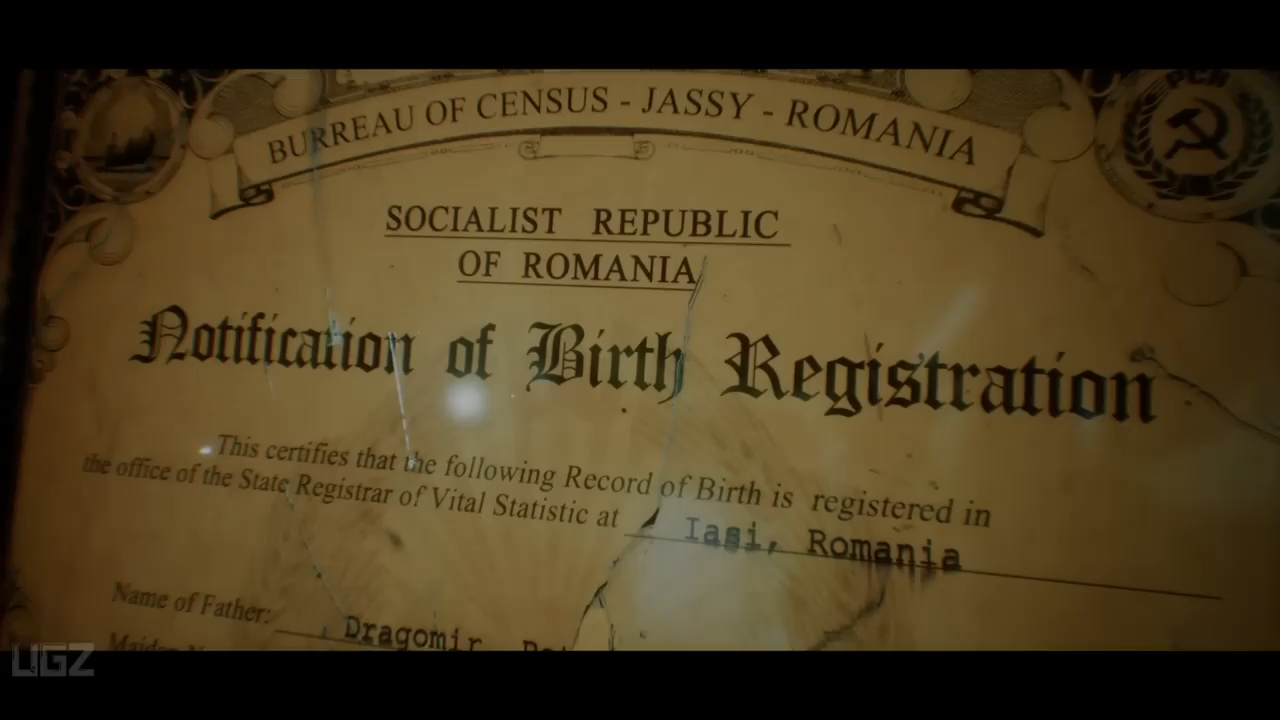 BURREAU OF CENSUS - JASSY - ROMANIA
PCR
SOCIALIST REPUBLIC
OF ROMANIA
Notification of Birth Registration
This certifies that the following Record of Birth is registered in
the office of the State Registrar of Vital Statistic at Iasi, Romania
Name of Father: Dragomir,
UGZ